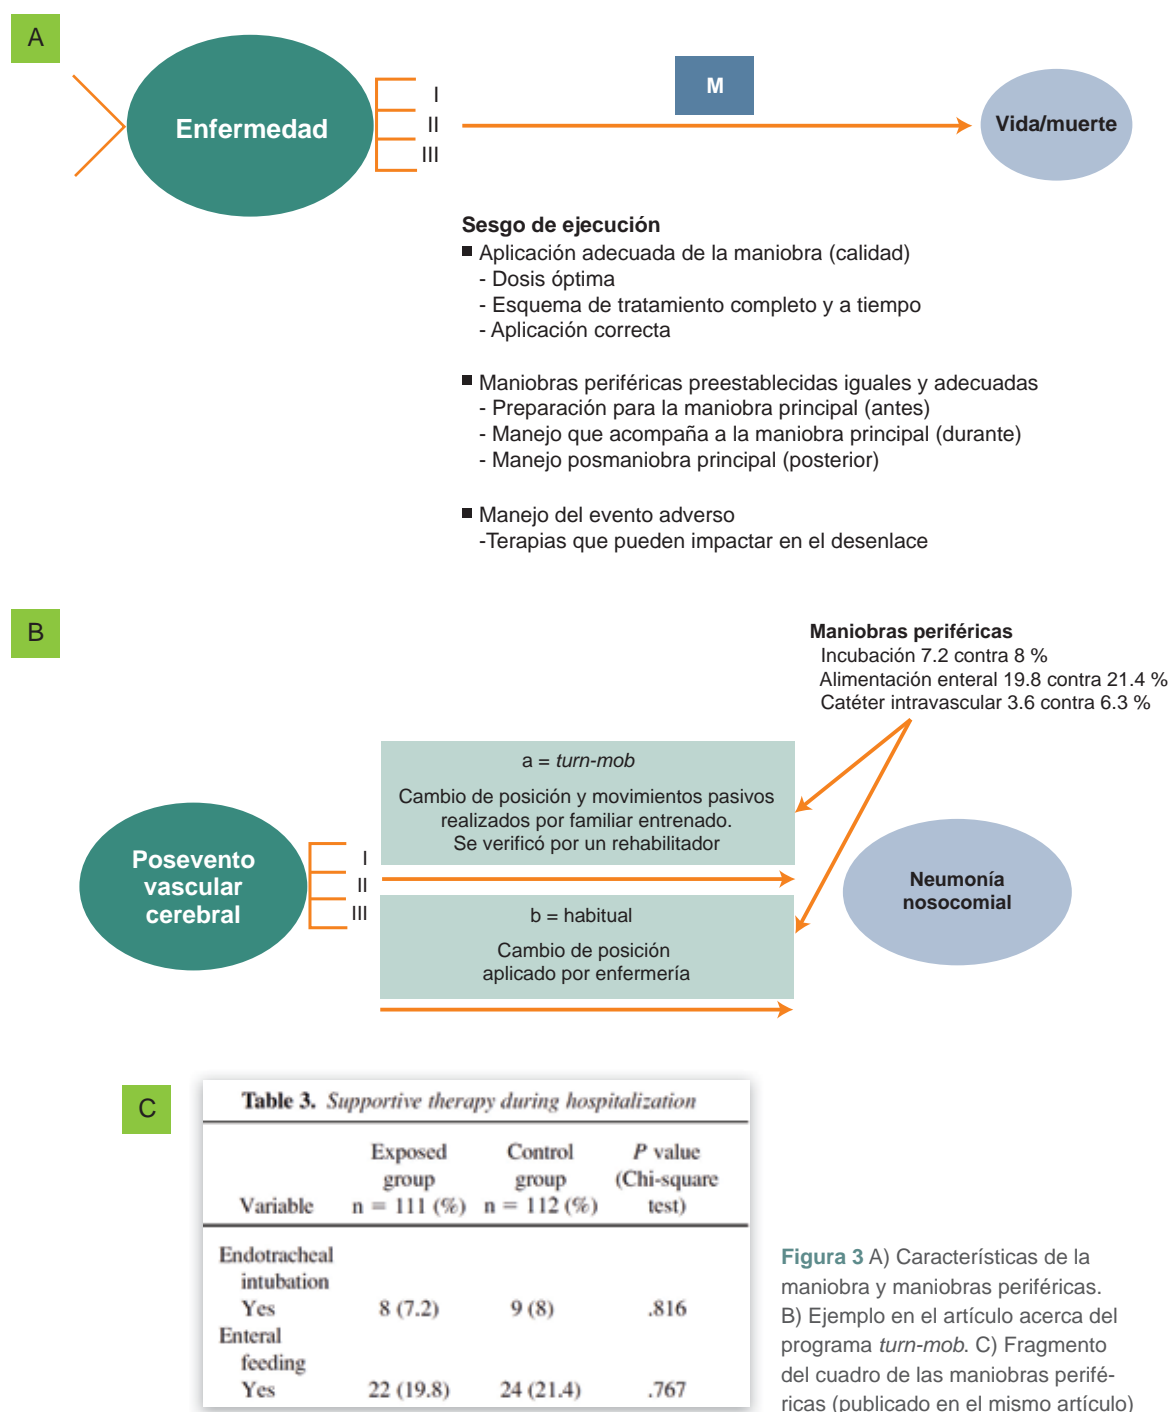 A
Enfermedad
I
II
III
M
Vida/muerte
Sesgo de ejecución
■ Aplicación adecuada de la maniobra (calidad)
- Dosis óptima
- Esquema de tratamiento completo y a tiempo
- Aplicación correcta
■ Maniobras periféricas preestablecidas iguales y adecuadas
- Preparación para la maniobra principal (antes)
- Manejo que acompaña a la maniobra principal (durante)
- Manejo posmaniobra principal (posterior)
■ Manejo del evento adverso
-Terapias que pueden impactar en el desenlace
B
Maniobras periféricas
Incubación 7.2 contra 8 %
Alimentación enteral 19.8 contra 21.4 %
Catéter intravascular 3.6 contra 6.3 %
Posevento
vascular
cerebral
I
II
III
a = turn-mob
Cambio de posición y movimientos pasivos
realizados por familiar entrenado.
Se verificó por un rehabilitador
b = habitual
Cambio de posición
aplicado por enfermería
Neumonía
nosocomial
C
Table 3. Supportive therapy during hospitalization
Exposed Control P value
group group (Chi-square
Variable n = 111 (%) n = 112 (%) test)
Endotracheal
intubation
Yes 8 (7.2) 9 (8) .816
Enteral
feeding
Yes 22 (19.8) 24 (21.4) .767
Figura 3 A) Características de la
maniobra y maniobras periféricas.
B) Ejemplo en el artículo acerca del
programa turn-mob. C) Fragmento
del cuadro de las maniobras perifé-
ricas (publicado en el mismo artículo)